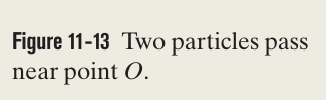 Figure 11-13 Two particles pass
near point O.